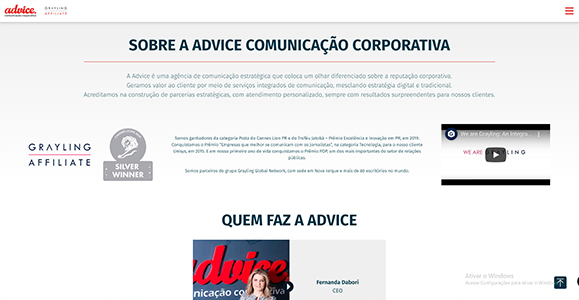 advice.
comunicação corporativa
GRAYLING
AFFILIATE
SOBRE A ADVICE COMUNICAÇÃO CORPORATIVA
A Advice é uma agência de comunicação estratégica que coloca um olhar diferenciado sobre a reputação corporativa.
Geramos valor ao cliente por meio de serviços integrados de comunicação, mesclando estratégia digital e tradicional.
Acreditamos na construção de parcerias estratégicas, com atendimento personalizado, sempre com resultados surpreendentes para nossos clientes.
GRAYLING
AFFILIATE
SILVER
WINNER
Somos ganhadores da categoria Prata do Cannes Lion PR e do Troféu Jatobá – Prêmio Excelência e Inovação em PR, em 2019.
Conquistamos o Prêmio "Empresas que melhor se comunicam com os Jornalistas", na categoria Tecnologia, para o nosso cliente
Unisys, em 2015. E em nosso primeiro ano de vida conquistamos o Prêmio POP, um dos mais importantes do setor de relações
públicas.
Somos parceiros do grupo Grayling Global Network, com sede em Nova Iorque e mais de 80 escritórios no mundo.
We are Grayling: An Integra...
WE ARE GRAYLING
QUEM FAZ A ADVICE
advice
nicação corporativa
Fernanda Dabori
CEO
Ativar o Windows
Acesse Configurações para ativar o Windows